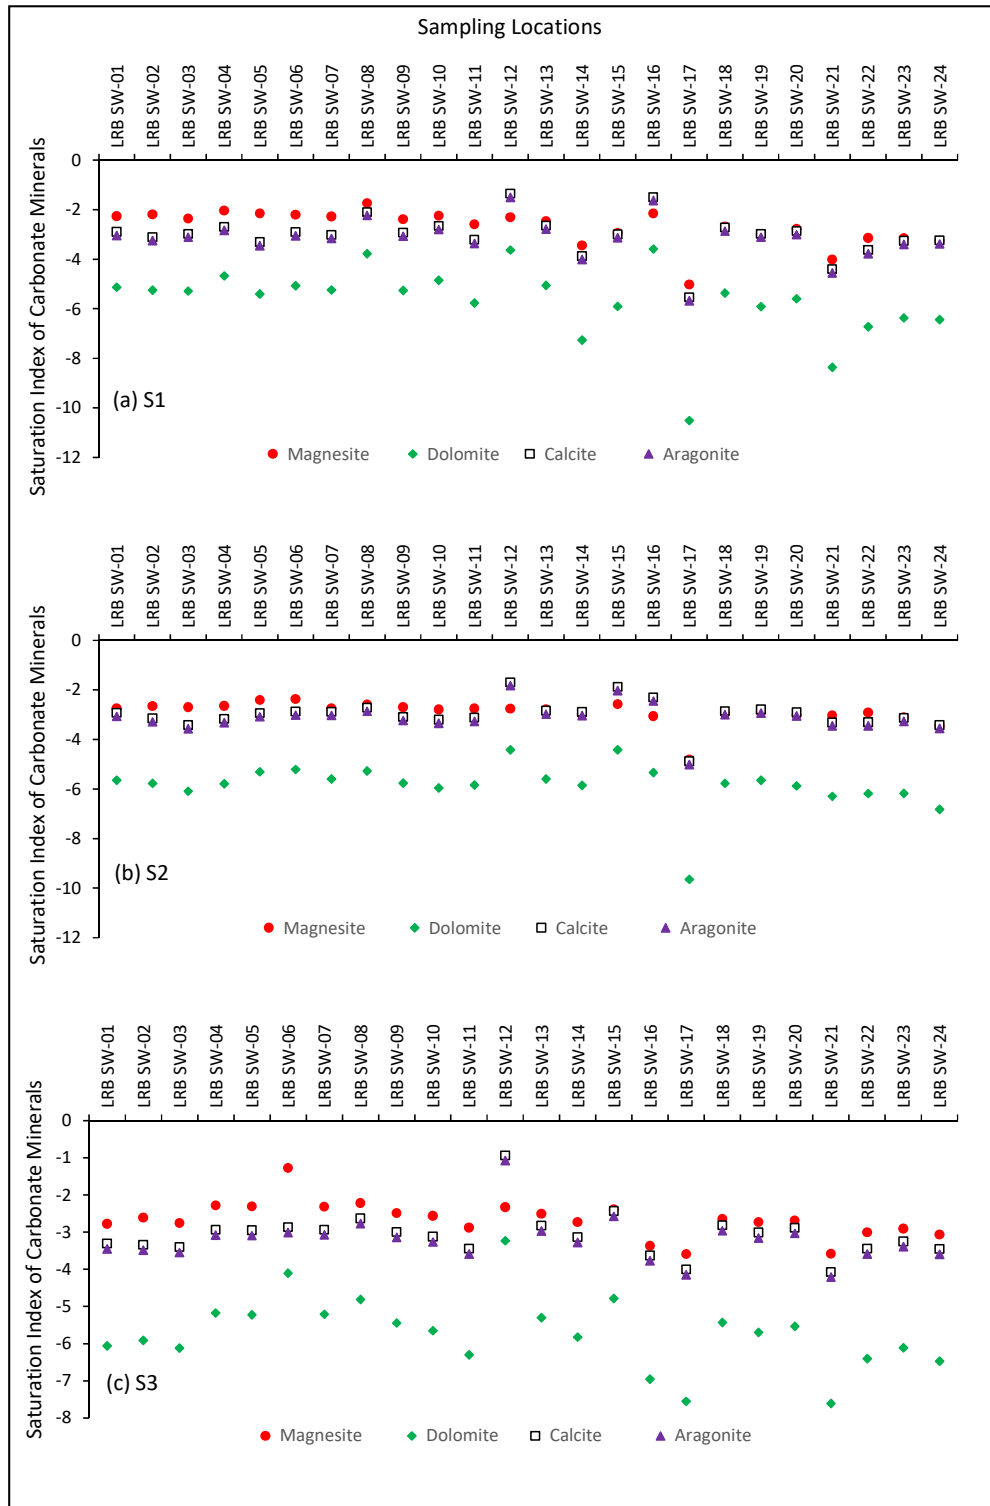 Sampling Locations
LRB SW-01 LRB SW-02 LRB SW-03 LRB SW-04 LRB SW-05 LRB SW-06 LRB SW-07 LRB SW-08 LRB SW-09 LRB SW-10 LRB SW-11 LRB SW-12 LRB SW-13 LRB SW-14 LRB SW-15 LRB SW-16 LRB SW-17 LRB SW-18 LRB SW-19 LRB SW-20 LRB SW-21 LRB SW-22 LRB SW-23 LRB SW-24
Saturation Index of Carbonate Minerals
0
-2
-4
-6
-8
-10
-12
(a) S1
Magnesite Dolomite Calcite Aragonite
LRB SW-01 LRB SW-02 LRB SW-03 LRB SW-04 LRB SW-05 LRB SW-06 LRB SW-07 LRB SW-08 LRB SW-09 LRB SW-10 LRB SW-11 LRB SW-12 LRB SW-13 LRB SW-14 LRB SW-15 LRB SW-16 LRB SW-17 LRB SW-18 LRB SW-19 LRB SW-20 LRB SW-21 LRB SW-22 LRB SW-23 LRB SW-24
Saturation Index of Carbonate Minerals
0
-2
-4
-6
-8
-10
-12
(b) S2
Magnesite Dolomite Calcite Aragonite
LRB SW-01 LRB SW-02 LRB SW-03 LRB SW-04 LRB SW-05 LRB SW-06 LRB SW-07 LRB SW-08 LRB SW-09 LRB SW-10 LRB SW-11 LRB SW-12 LRB SW-13 LRB SW-14 LRB SW-15 LRB SW-16 LRB SW-17 LRB SW-18 LRB SW-19 LRB SW-20 LRB SW-21 LRB SW-22 LRB SW-23 LRB SW-24
Saturation Index of Carbonate Minerals
0
-1
-2
-3
-4
-5
-6
-7
-8
(c) S3
Magnesite Dolomite Calcite Aragonite